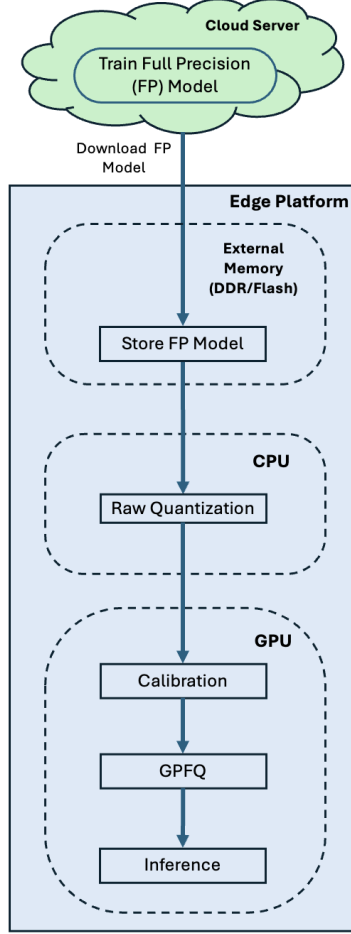 Cloud Server
Train Full Precision
(FP) Model
Download FP
Model
Edge Platform
External
Memory
(DDR/Flash)
Store FP Model
CPU
Raw Quantization
GPU
Calibration
GPFQ
Inference